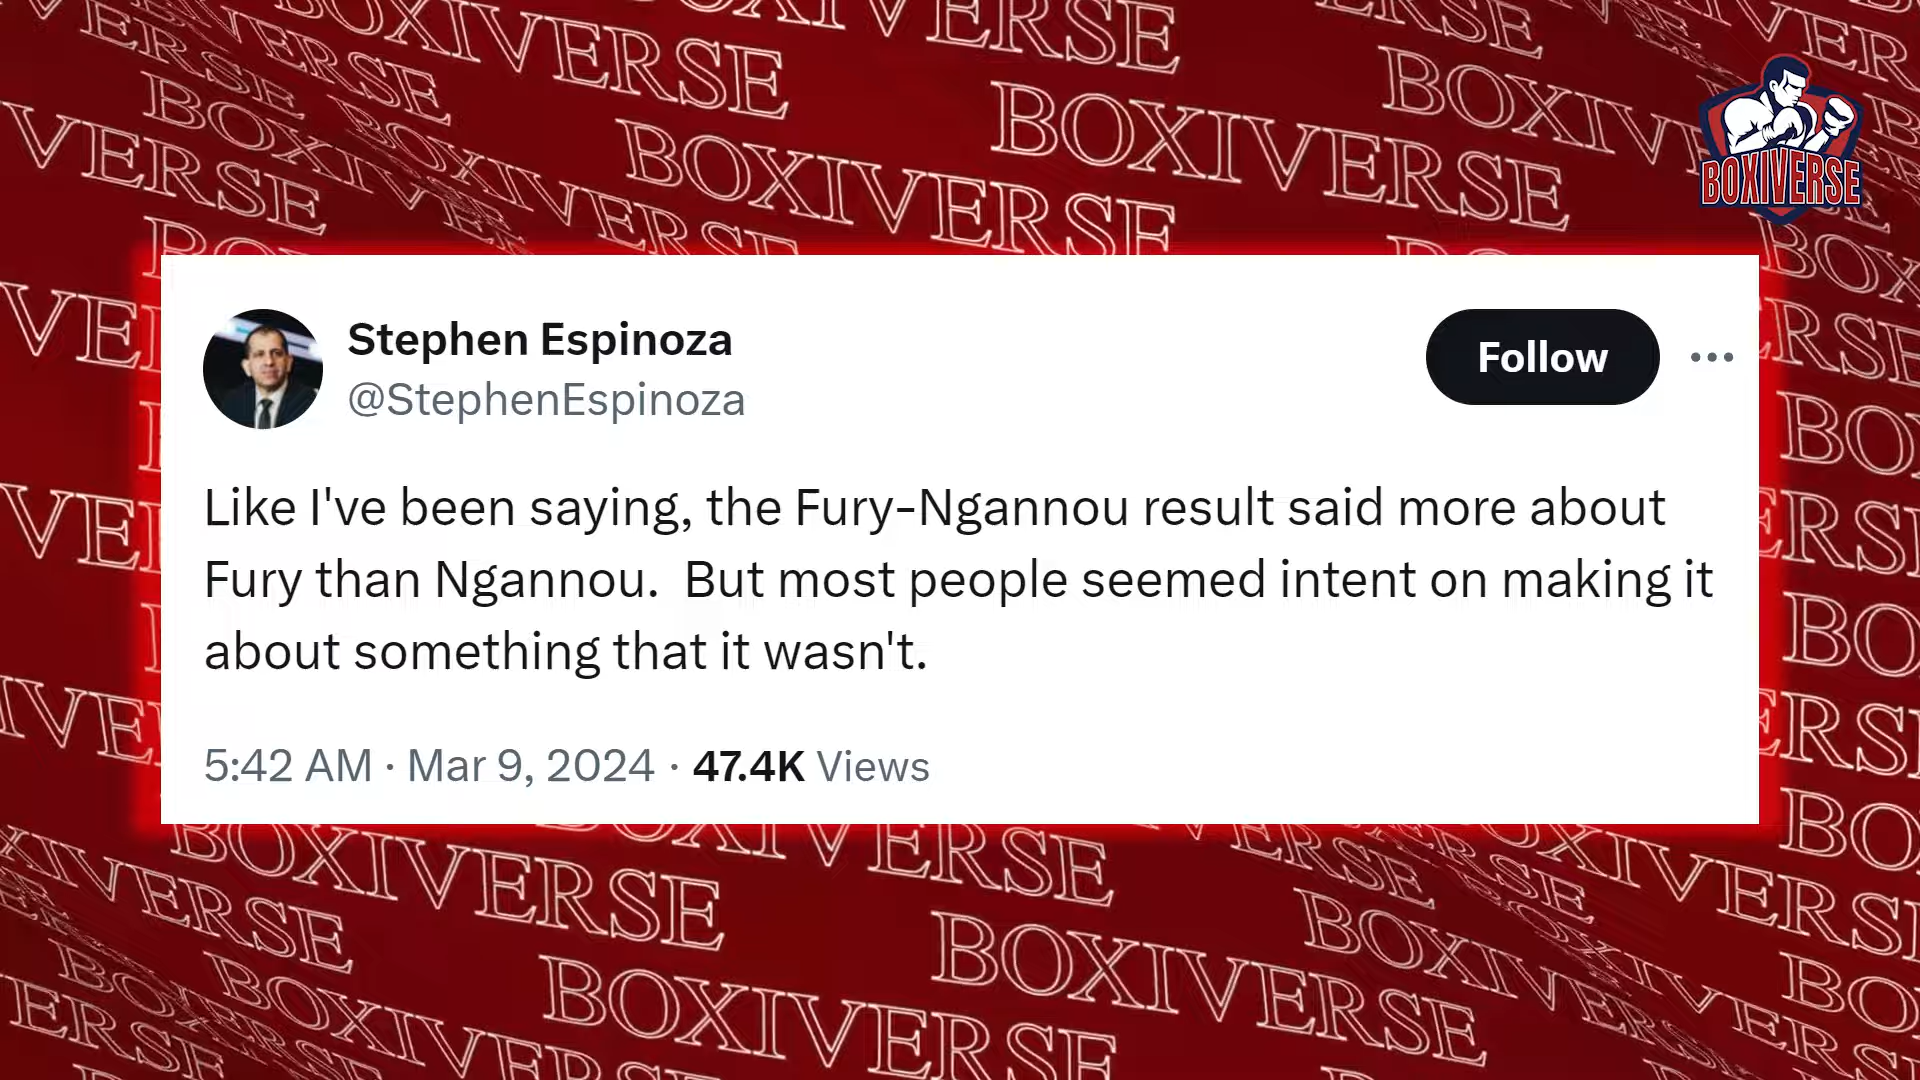 BOXIVERSE
Stephen Espinoza
@StephenEspinoza
Follow
Like I've been saying, the Fury-Ngannou result said more about
Fury than Ngannou.  But most people seemed intent on making it
about something that it wasn't.
5:42 AM · Mar 9, 2024 · 47.4K Views